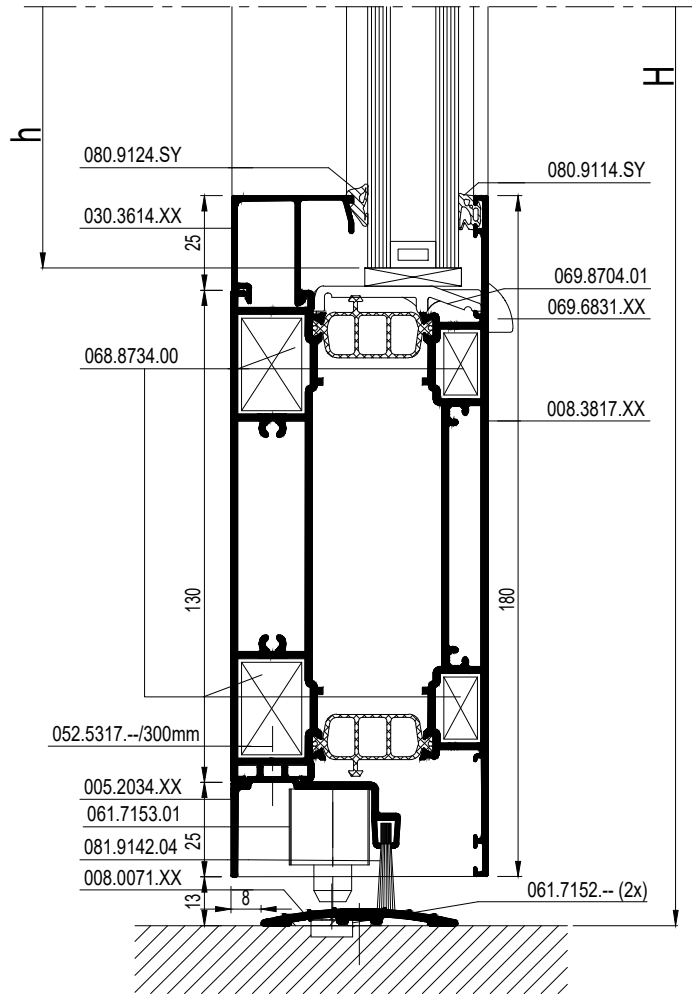 h
H
080.9124.SY
080.9114.SY
030.3614.XX
25
069.8704.01
069.6831.XX
068.8734.00
008.3817.XX
130
180
052.5317.--/300mm
005.2034.XX
061.7153.01
25
081.9142.04
008.0071.XX
061.7152.-- (2x)
13
8